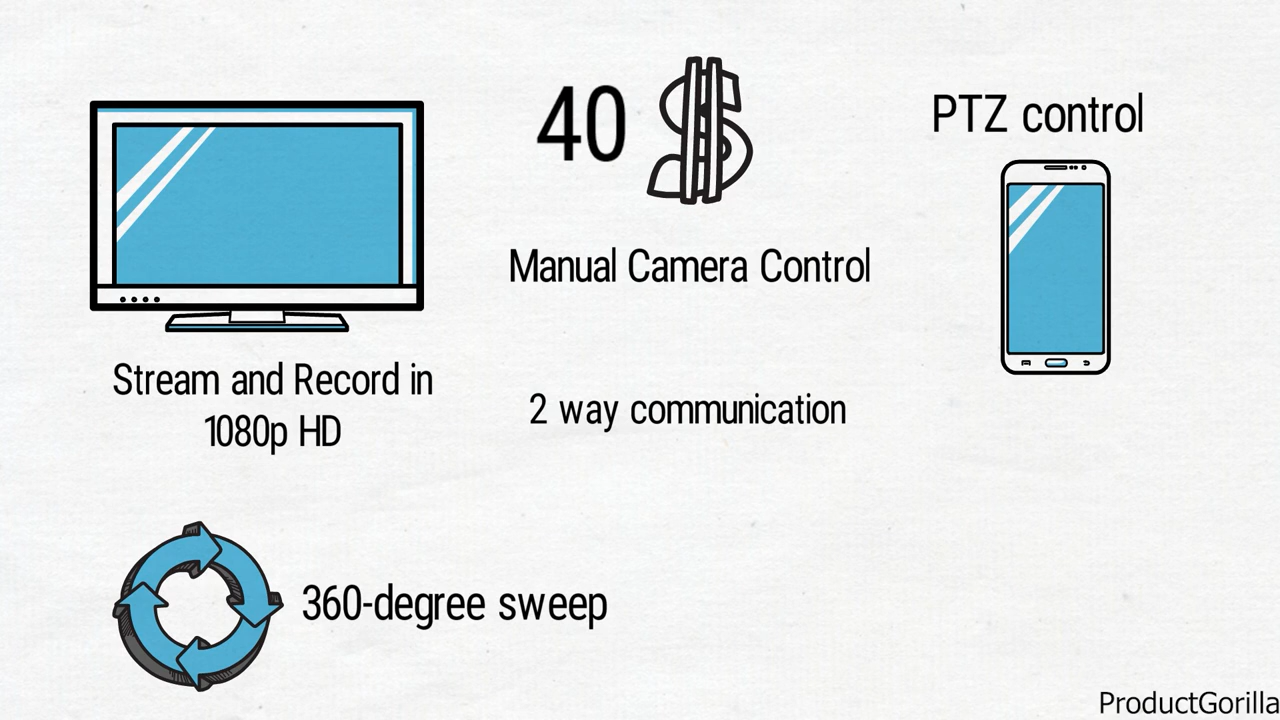 40 $
PTZ control
Manual Camera Control
Stream and Record in
1080p HD
2 way communication
360-degree sweep
ProductGorilla